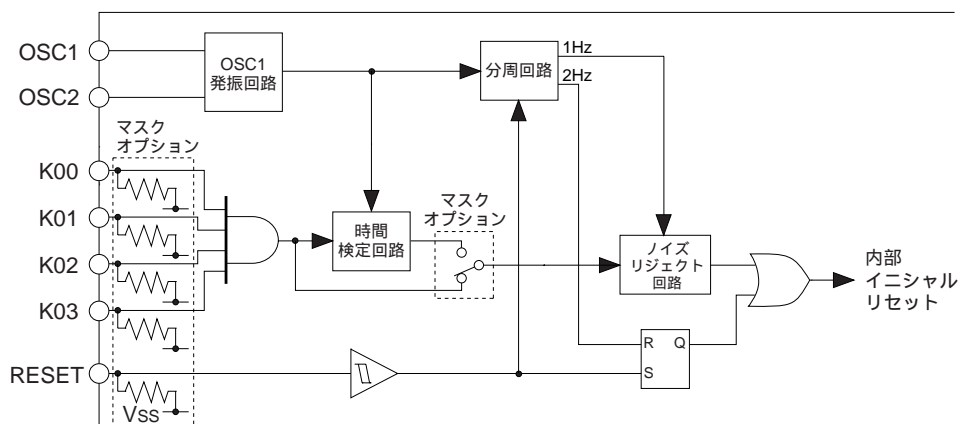 OSC1
OSC2
OSC1
発振回路
分周回路
1Hz
2Hz
マスク
オプション
K00
K01
K02
K03
時間
検定回路
マスク
オプション
ノイズ
リジェクト
回路
内部
イニシャル
リセット
R Q
S
RESET
VSS